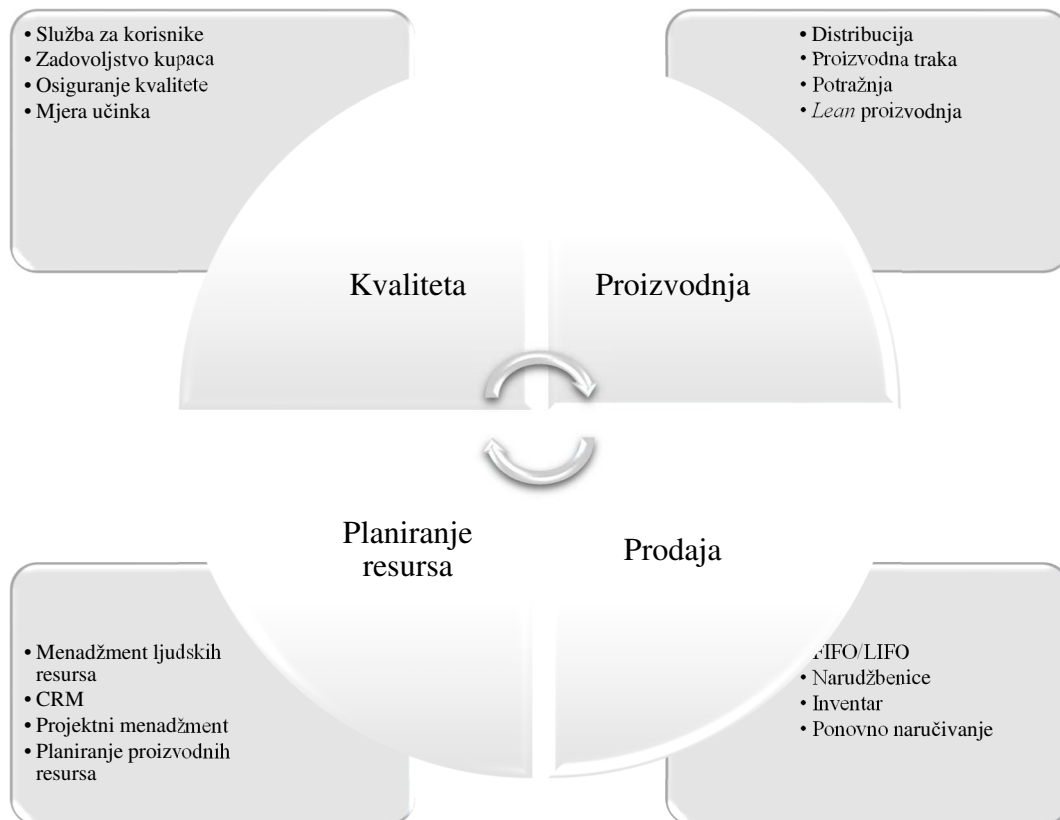 • Služba za korisnike
• Zadovoljstvo kupaca
• Osiguranje kvalitete
• Mjera učinka
• Distribucija
• Proizvodna traka
• Potražnja
• Lean proizvodnja
Kvaliteta
Proizvodnja
Planiranje
resursa
Prodaja
• Menadžment ljudskih
resursa
• CRM
• Projektni menadžment
• Planiranje proizvodnih
resursa
• FIFO/LIFO
• Narudžbenice
• Inventar
• Ponovno naručivanje